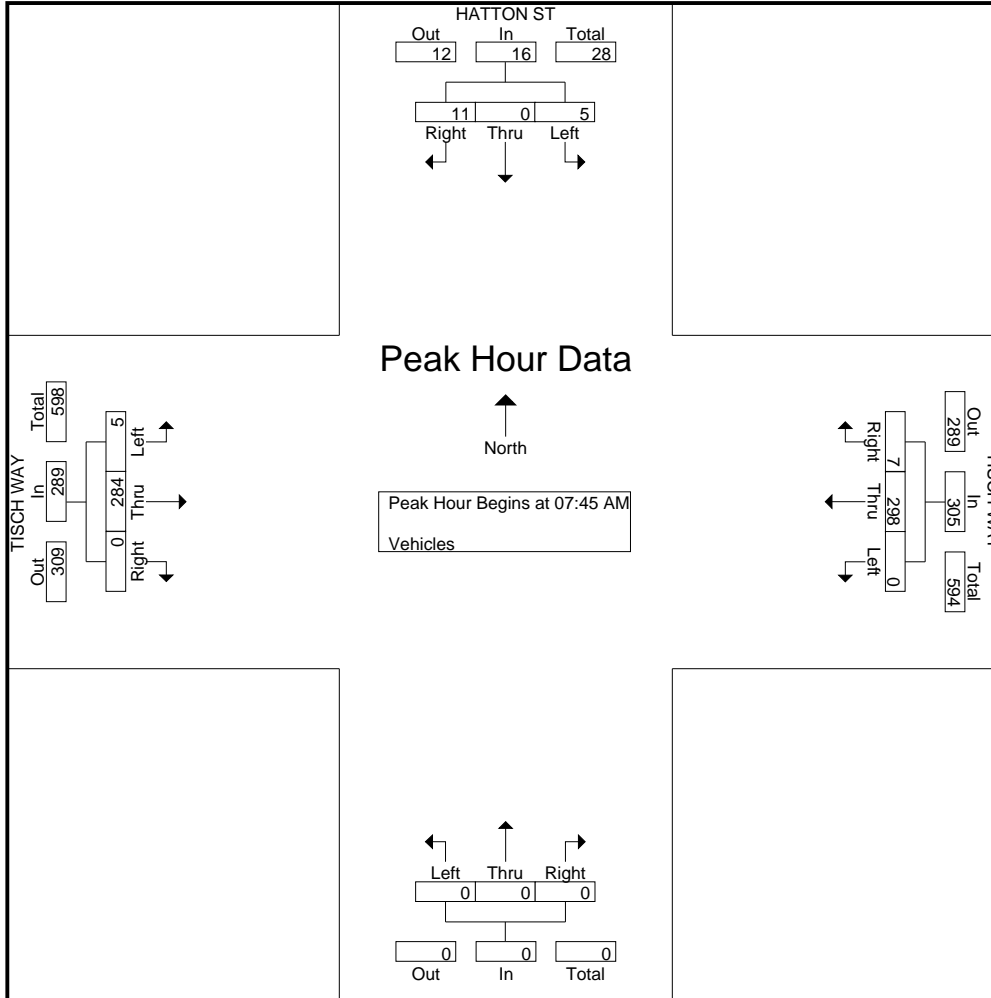 HATTON ST
Out In Total
12 16 28
11 0 5
Right Thru Left
Peak Hour Data
North
Peak Hour Begins at 07:45 AM
Vehicles
TISCH WAY
Out In Total
309 289 598
5 284 0
Left Thru Right
Out In Total
289 305 594
7 298 0
Right Thru Left
Left Thru Right
0 0 0
0 0 0
Out In Total